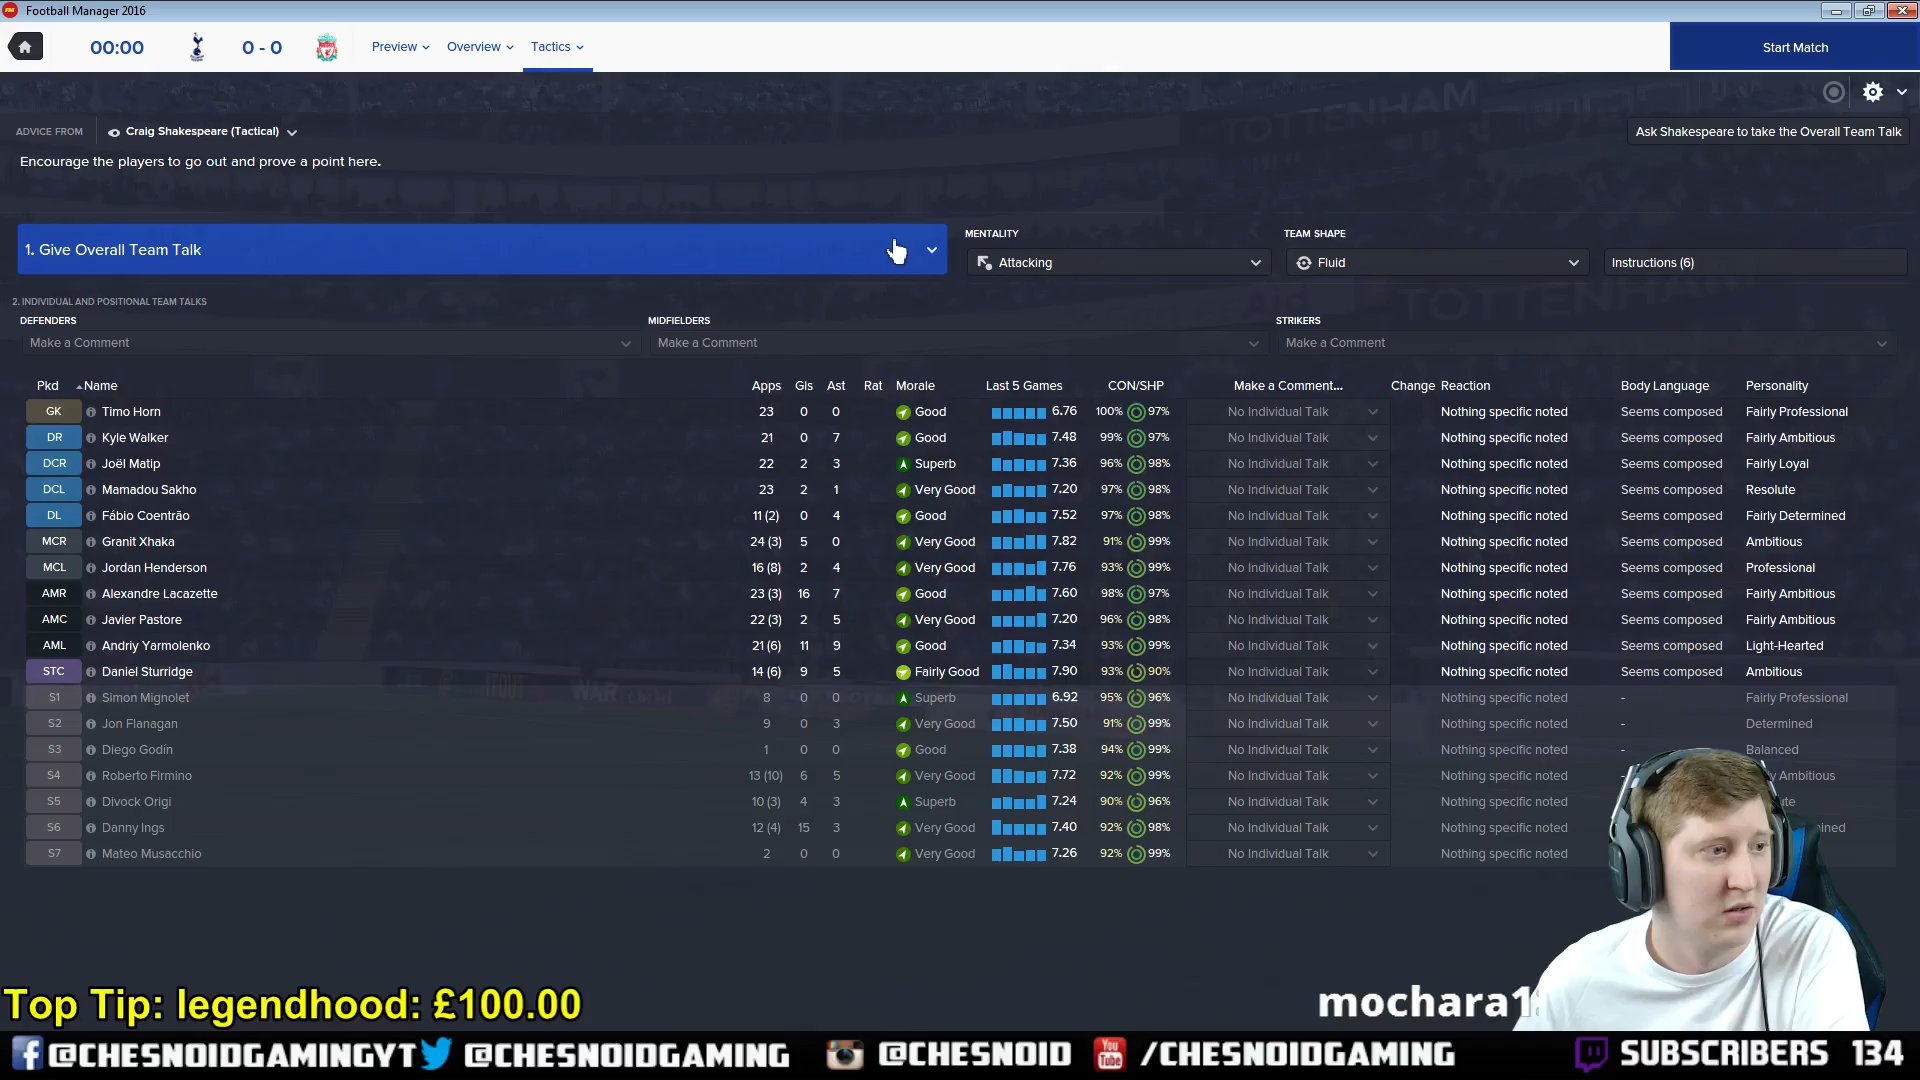 Football Manager 2016
00:00 0 - 0 Preview Overview Tactics Start Match
ADVICE FROM Craig Shakespeare (Tactical) Ask Shakespeare to take the Overall Team Talk
Encourage the players to go out and prove a point here.
1. Give Overall Team Talk
MENTALITY TEAM SHAPE
Attacking Fluid Instructions (6)
2. INDIVIDUAL AND POSITIONAL TEAM TALKS
DEFENDERS MIDFIELDERS STRIKERS
Make a Comment Make a Comment Make a Comment
Pkd Name Apps Gls Ast Rat Morale Last 5 Games CON/SHP Make a Comment... Change Reaction Body Language Personality
GK Timo Horn 23 0 0 Good 6.76 100% 97% No Individual Talk Nothing specific noted Seems composed Fairly Professional
DR Kyle Walker 21 0 7 Good 7.48 99% 97% No Individual Talk Nothing specific noted Seems composed Fairly Ambitious
DCR Joël Matip 22 2 3 Superb 7.36 96% 98% No Individual Talk Nothing specific noted Seems composed Fairly Loyal
DCL Mamadou Sakho 23 2 1 Very Good 7.20 97% 98% No Individual Talk Nothing specific noted Seems composed Resolute
DL Fábio Coentrão 11 (2) 0 4 Good 7.52 97% 98% No Individual Talk Nothing specific noted Seems composed Fairly Determined
MCR Granit Xhaka 24 (3) 5 0 Very Good 7.82 91% 99% No Individual Talk Nothing specific noted Seems composed Ambitious
MCL Jordan Henderson 16 (8) 2 4 Very Good 7.76 93% 99% No Individual Talk Nothing specific noted Seems composed Professional
AMR Alexandre Lacazette 23 (3) 16 7 Good 7.60 98% 97% No Individual Talk Nothing specific noted Seems composed Fairly Ambitious
AMC Javier Pastore 22 (3) 2 5 Very Good 7.20 96% 98% No Individual Talk Nothing specific noted Seems composed Fairly Ambitious
AML Andriy Yarmolenko 21 (6) 11 9 Good 7.34 93% 99% No Individual Talk Nothing specific noted Seems composed Light-Hearted
STC Daniel Sturridge 14 (6) 9 5 Fairly Good 7.90 93% 90% No Individual Talk Nothing specific noted Seems composed Ambitious
S1 Simon Mignolet 8 0 0 Superb 6.92 95% 96% No Individual Talk Nothing specific noted - Fairly Professional
S2 Jon Flanagan 9 0 3 Very Good 7.50 91% 99% No Individual Talk Nothing specific noted - Determined
S3 Diego Godín 1 0 0 Good 7.38 94% 99% No Individual Talk Nothing specific noted - Balanced
S4 Roberto Firmino 13 (10) 6 5 Very Good 7.72 92% 99% No Individual Talk Nothing specific noted - Ambitious
S5 Divock Origi 10 (3) 4 3 Superb 7.24 90% 96% No Individual Talk Nothing specific noted
S6 Danny Ings 12 (4) 15 3 Very Good 7.40 92% 98% No Individual Talk Nothing specific noted
S7 Mateo Musacchio 2 0 0 Very Good 7.26 92% 99% No Individual Talk Nothing specific noted
Top Tip: legendhood: £100.00 mochara1
@CHESNOIDGAMINGYT @CHESNOIDGAMING @CHESNOID You Tube /CHESNOIDGAMING SUBSCRIBERS 134